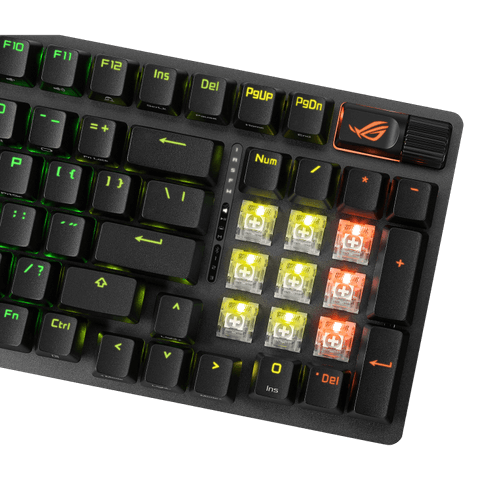 F10 F11 F12 Ins Del PgUp PgDn
- - = + Num / * -
P [ { ] } \ |
: : +
/ ?
Fn Ctrl < ^ v > 0 Ins . Del